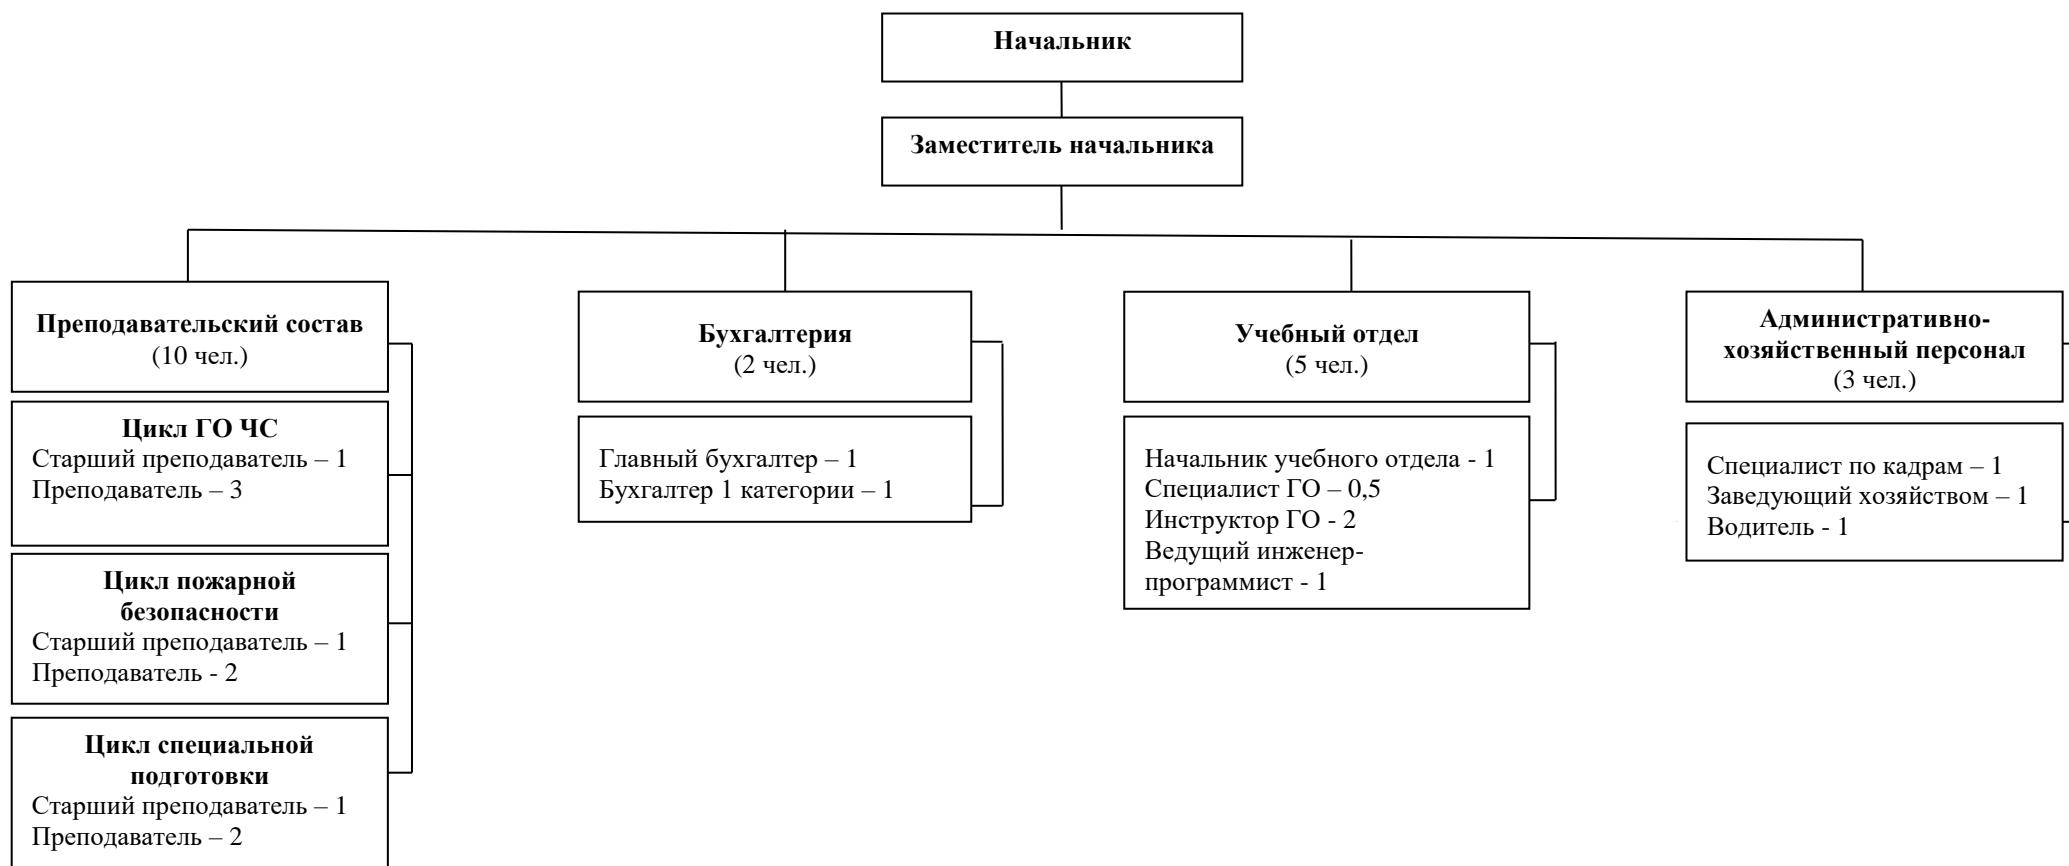 Начальник
Заместитель начальника
Преподавательский состав
(10 чел.)
Цикл ГО ЧС
Старший преподаватель – 1
Преподаватель – 3
Цикл пожарной
безопасности
Старший преподаватель – 1
Преподаватель - 2
Цикл специальной
подготовки
Старший преподаватель – 1
Преподаватель – 2
Бухгалтерия
(2 чел.)
Главный бухгалтер – 1
Бухгалтер 1 категории – 1
Учебный отдел
(5 чел.)
Начальник учебного отдела - 1
Специалист ГО – 0,5
Инструктор ГО - 2
Ведущий инженер-
программист - 1
Административно-
хозяйственный персонал
(3 чел.)
Специалист по кадрам – 1
Заведующий хозяйством – 1
Водитель - 1